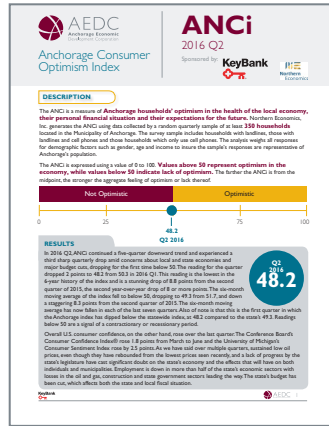 AEDC
Anchorage Economic
Development Corporation
Anchorage Consumer
Optimism Index
ANCi
2016 Q2
Sponsored by:
KeyBank
Northern
Economics
DESCRIPTION
The ANCi is a measure of Anchorage households' optimism in the health of the local economy,
their personal financial situation and their expectations for the future. Northern Economics,
Inc. generates the ANCi using data collected by a random quarterly sample of at least 350 households
located in the Municipality of Anchorage. The survey sample includes households with landlines, those with
landlines and cell phones and those households which only use cell phones. The analysis weighs all responses
for demographic factors such as gender, age and income to insure the sample's responses are representative of
Anchorage's population.
The ANCi is expressed using a value of 0 to 100. Values above 50 represent optimism in the
economy, while values below 50 indicate lack of optimism. The farther the ANCi is from the
midpoint, the stronger the aggregate feeling of optimism or lack thereof.
Not Optimistic
Optimistic
0
25
75
100
48.2
Q2 2016
RESULTS
In 2016 Q2, ANCi continued a five-quarter downward trend and experienced a
third sharp quarterly drop amid concerns about local and state economies and
major budget cuts, dropping for the first time below 50. The reading for the quarter
dropped 2 points to 48.2 from 50.3 in 2016 Q1. This reading is the lowest in the
6-year history of the index and is a stunning drop of 8.8 points from the second
quarter of 2015, the second year-over-year drop of 8 or more points. The six-month
moving average of the index fell to below 50, dropping to 49.3 from 51.7, and down
a staggering 8.3 points from the second quarter of 2015. The six-month moving
average has now fallen in each of the last seven quarters. Also of note is that this is the first quarter in which
the Anchorage index has dipped below the statewide index, at 48.2 compared to the state's 49.3. Readings
below 50 are a signal of a contractionary or recessionary period.
Q2
2016
48.2
Overall U.S. consumer confidence, on the other hand, rose over the last quarter. The Conference Board's
Consumer Confidence Index® rose 1.8 points from March to June and the University of Michigan's
Consumer Sentiment Index rose by 2.5 points. As we have said over multiple quarters, sustained low oil
prices, even though they have rebounded from the lowest prices seen recently, and a lack of progress by the
state's legislature have cast significant doubt on the state's economy and the effects that will have on both
individuals and municipalities. Employment is down in more than half of the state's economic sectors with
losses in the oil and gas, construction and state government sectors leading the way. The state's budget has
been cut, which affects both the state and local fiscal situation.
KeyBank
AEDC
1